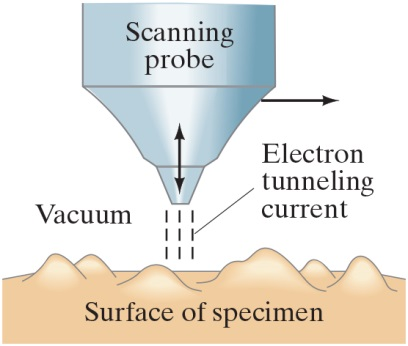 Scanning
probe
Electron
tunneling
current
Vacuum
Surface of specimen